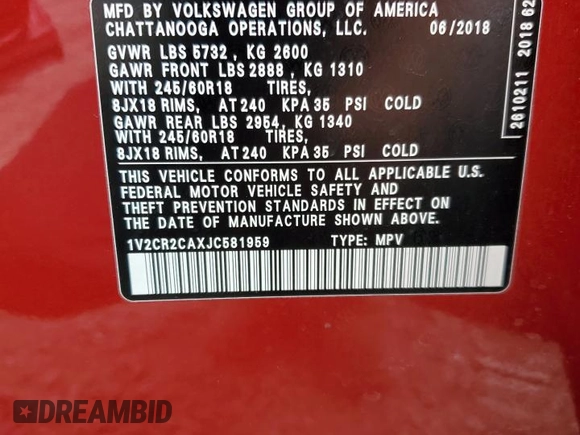 MFD BY VOLKSWAGEN GROUP OF AMERICA
CHATTANOOGA OPERATIONS, LLC. 06/2018
GVWR LBS 5732 , KG 2600
GAWR FRONT LBS 2888 , KG 1310
WITH 245/60R18 TIRES,
8JX18 RIMS, AT 240 KPA 35 PSI COLD
GAWR REAR LBS 2954, KG 1340
WITH 245/60R18 TIRES,
8JX18 RIMS, AT 240 KPA 35 PSI COLD
THIS VEHICLE CONFORMS TO ALL APPLICABLE U.S.
FEDERAL MOTOR VEHICLE SAFETY AND
THEFT PREVENTION STANDARDS IN EFFECT ON
THE DATE OF MANUFACTURE SHOWN ABOVE.
1V2CR2CAXJC581959 TYPE: MPV
2610211 2018 62
DREAMBID